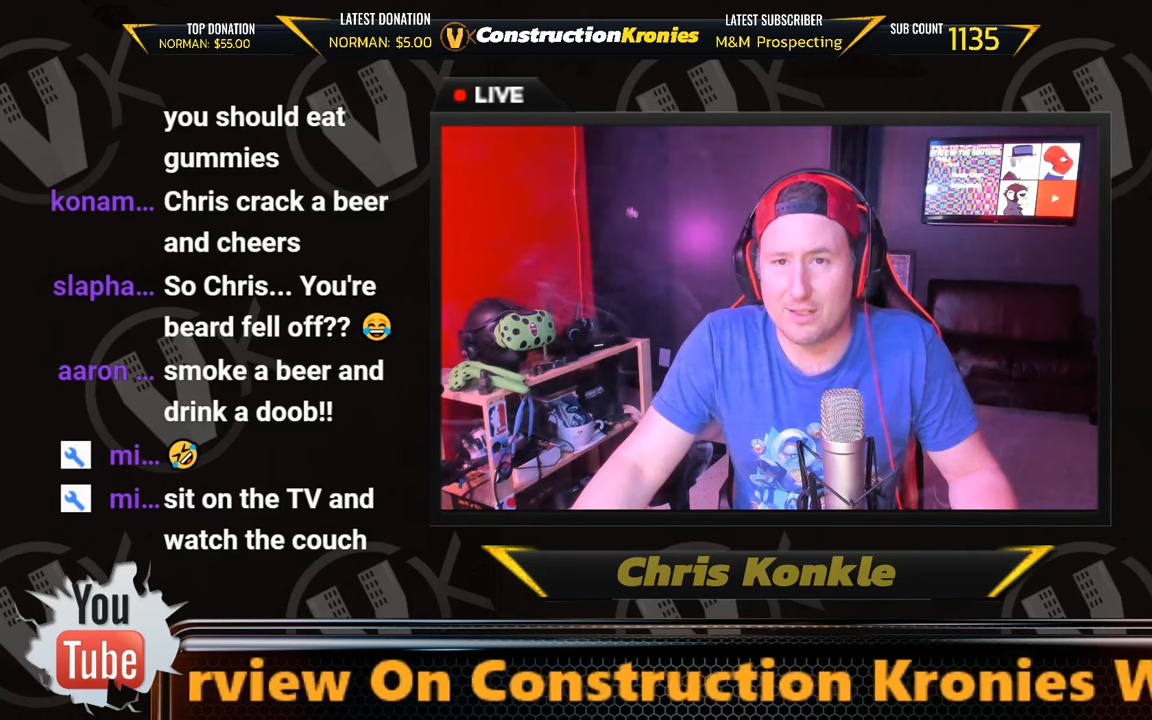 TOP DONATION
NORMAN: $55.00
LATEST DONATION
NORMAN: $5.00
ConstructionKronies
LATEST SUBSCRIBER
M&M Prospecting
SUB COUNT
1135
LIVE
you should eat
gummies
konam... Chris crack a beer
and cheers
slapha... So Chris... You're
beard fell off?? 😂
aaron ... smoke a beer and
drink a doob!!
mi... 🤣
mi... sit on the TV and
watch the couch
Chris Konkle
You
Tube
rview On Construction Kronies W